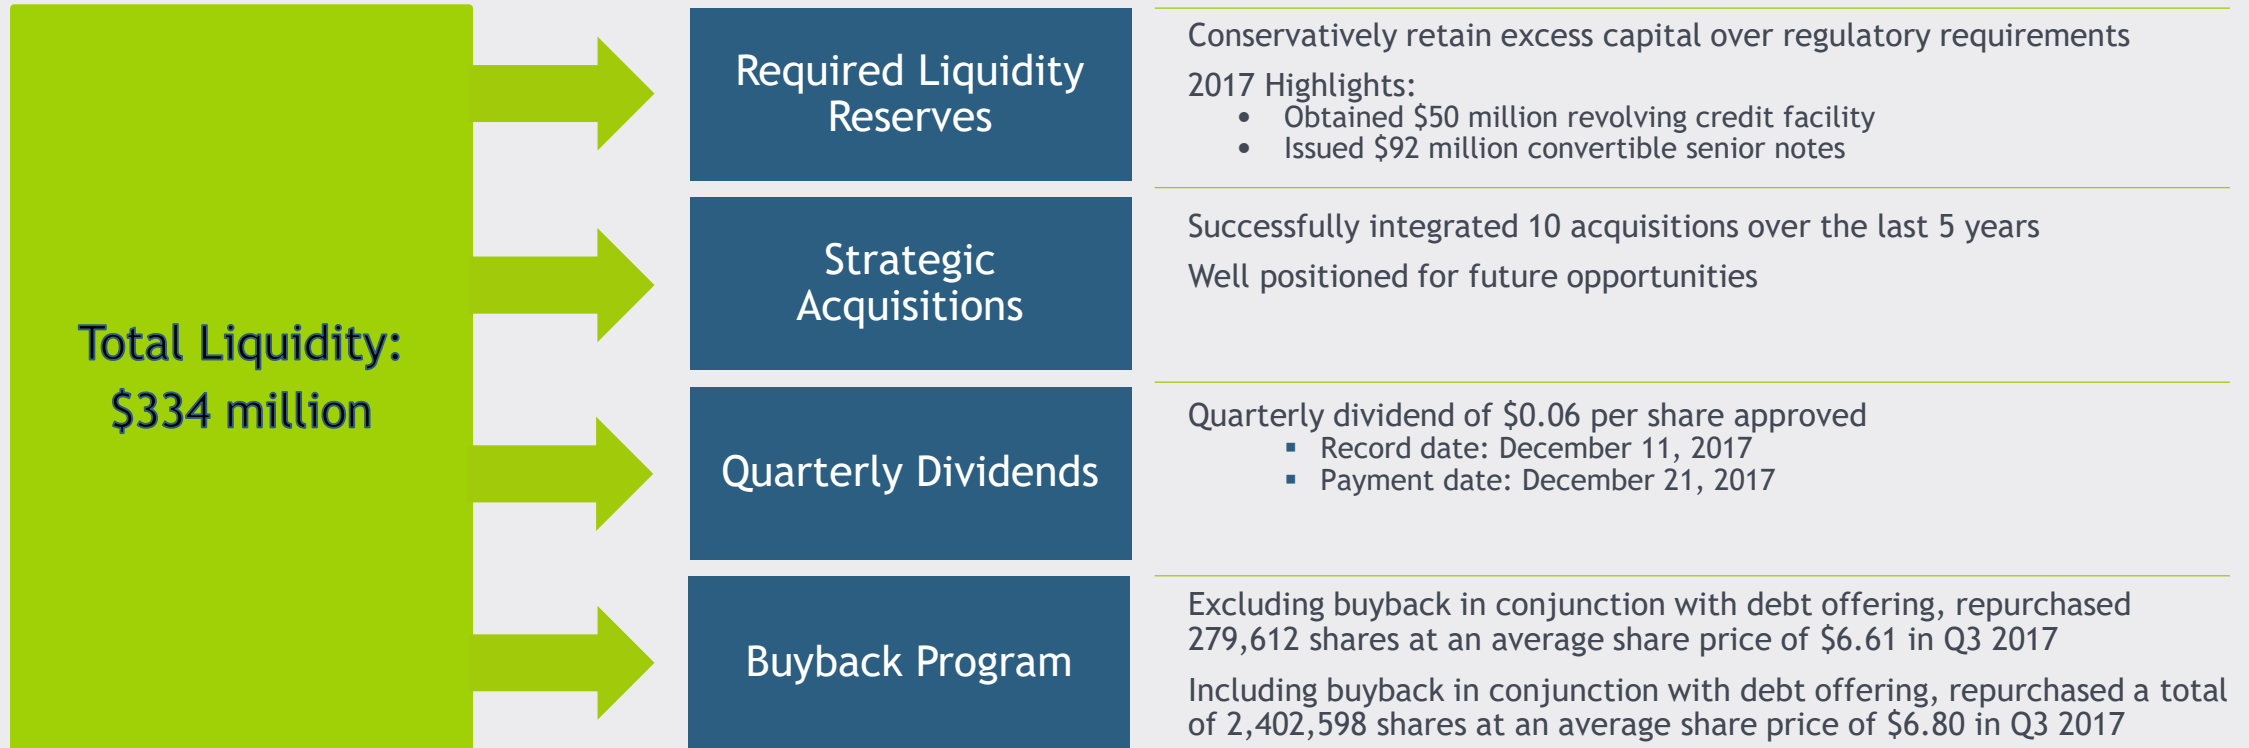 Total Liquidity:
$334 million
Required Liquidity
Reserves
Conservatively retain excess capital over regulatory requirements
2017 Highlights:
• Obtained $50 million revolving credit facility
• Issued $92 million convertible senior notes
Strategic
Acquisitions
Successfully integrated 10 acquisitions over the last 5 years
Well positioned for future opportunities
Quarterly Dividends
Quarterly dividend of $0.06 per share approved
▪ Record date: December 11, 2017
▪ Payment date: December 21, 2017
Buyback Program
Excluding buyback in conjunction with debt offering, repurchased
279,612 shares at an average share price of $6.61 in Q3 2017
Including buyback in conjunction with debt offering, repurchased a total
of 2,402,598 shares at an average share price of $6.80 in Q3 2017